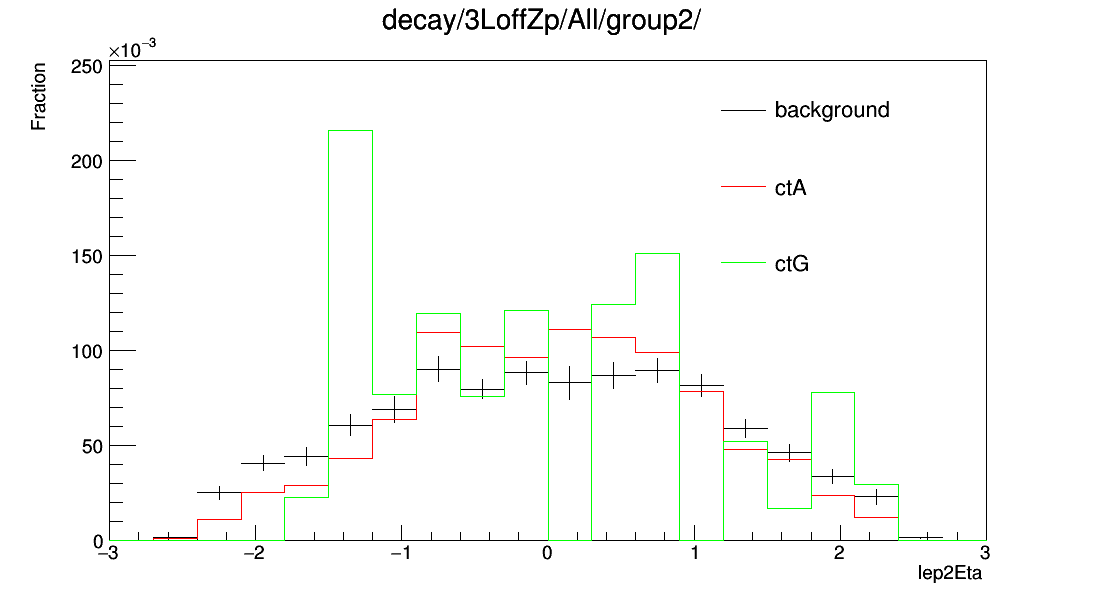 decay/3LoffZp/All/group2/
×10⁻³
Fraction
250
200
150
100
50
0
background
ctA
ctG
−3 −2 −1 0 1 2 3
lep2Eta